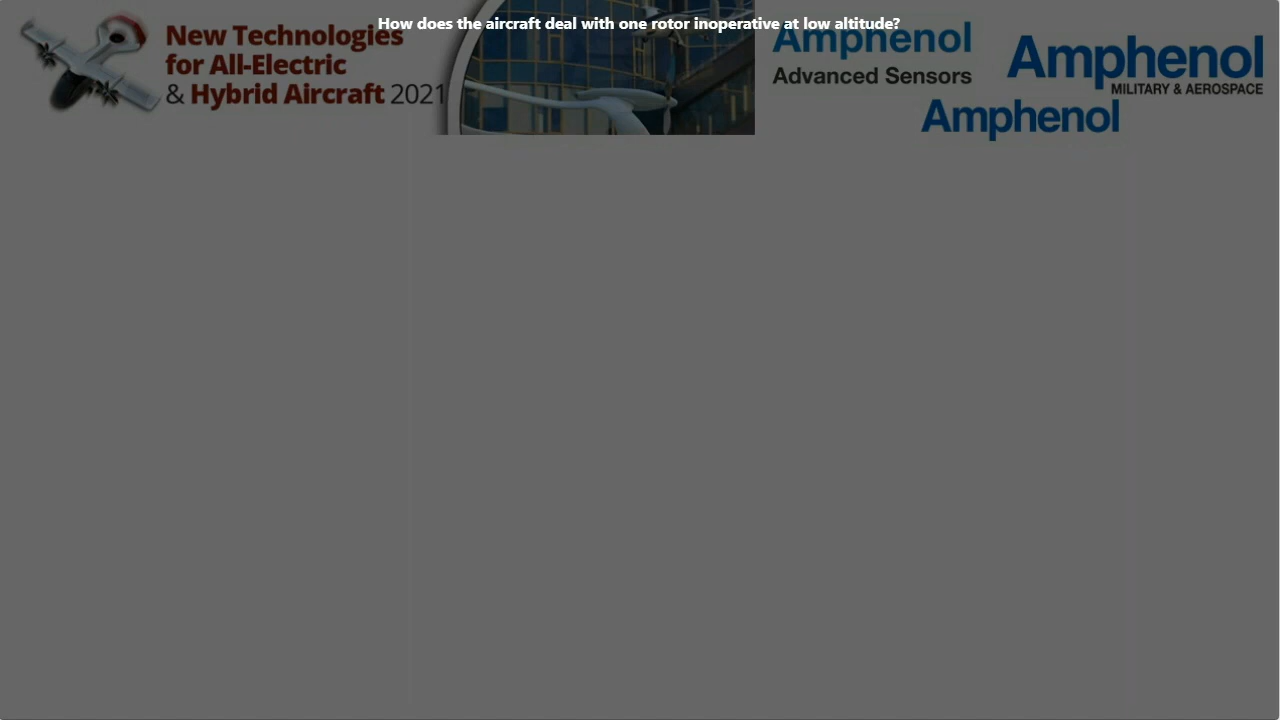 How does the aircraft deal with one rotor inoperative at low altitude?
New Technologies
for All-Electric
& Hybrid Aircraft 2021
Amphenol
Advanced Sensors
Amphenol
MILITARY & AEROSPACE
Amphenol